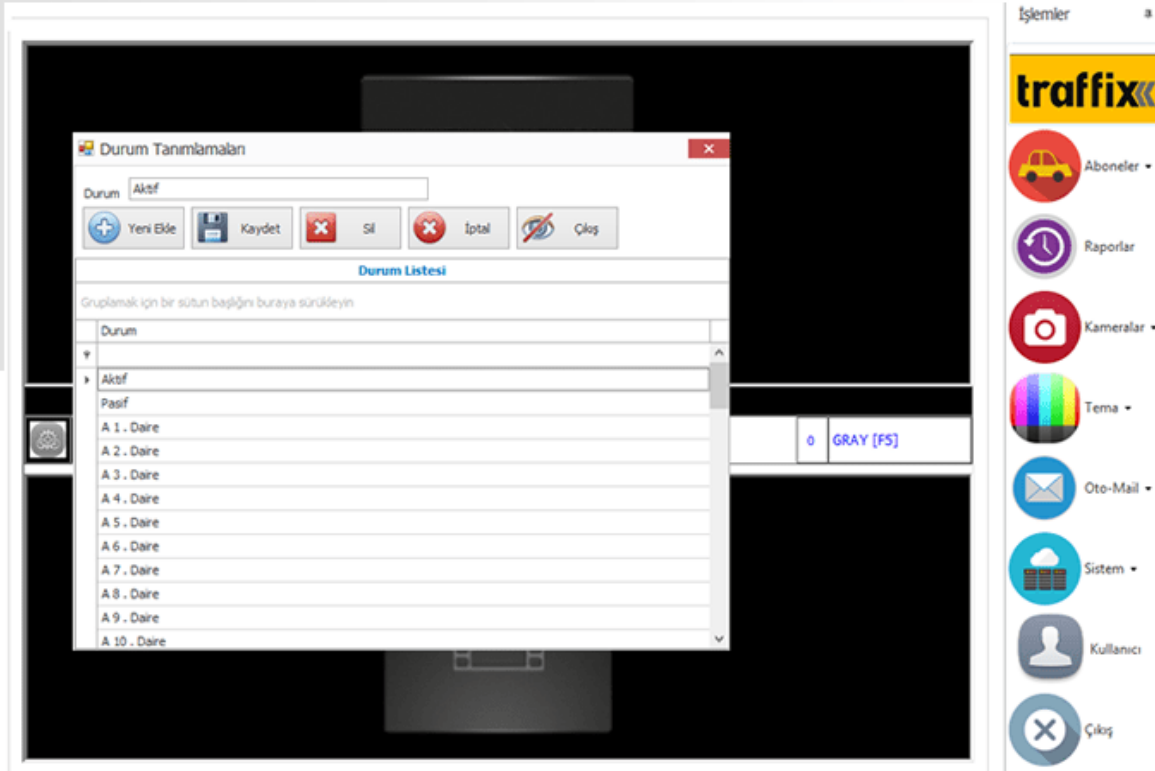 İşlemler
traffix
Durum Tanımlamaları
Durum Aktif
Yeni Ekle Kaydet Sil İptal Çıkış
Durum Listesi
Gruplamak için bir sütun başlığını buraya sürükleyin
Durum
Aktif
Pasif
A 1 . Daire
A 2 . Daire
A 3 . Daire
A 4 . Daire
A 5 . Daire
A 6 . Daire
A 7 . Daire
A 8 . Daire
A 9 . Daire
A 10 . Daire
0 GRAY [F5]
Aboneler
Raporlar
Kameralar
Tema
Oto-Mail
Sistem
Kullanıcı
Çıkış